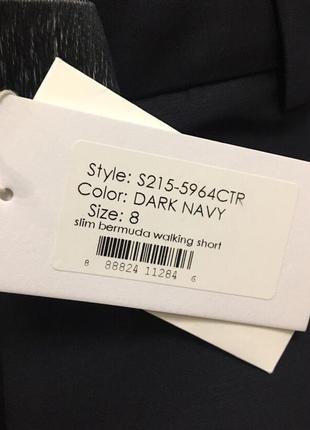 Style: S215-5964CTR
Color: DARK NAVY
Size: 8
slim bermuda walking short
8 88824 11284 6